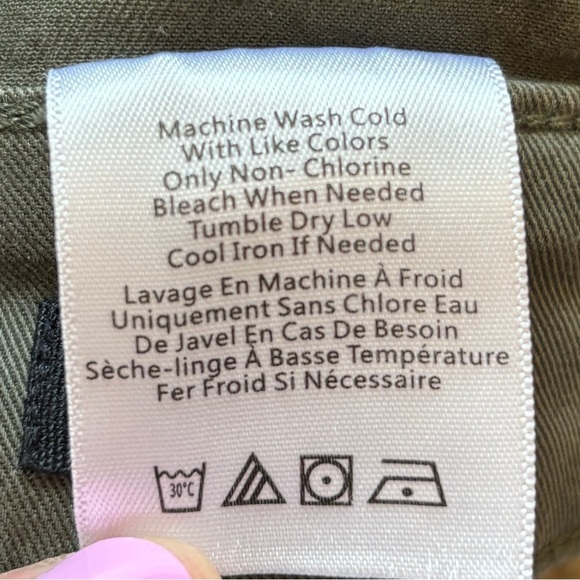 Machine Wash Cold
With Like Colors
Only Non- Chlorine
Bleach When Needed
Tumble Dry Low
Cool Iron If Needed
Lavage En Machine À Froid
Uniquement Sans Chlore Eau
De Javel En Cas De Besoin
Sèche-linge À Basse Température
Fer Froid Si Nécessaire
30°C